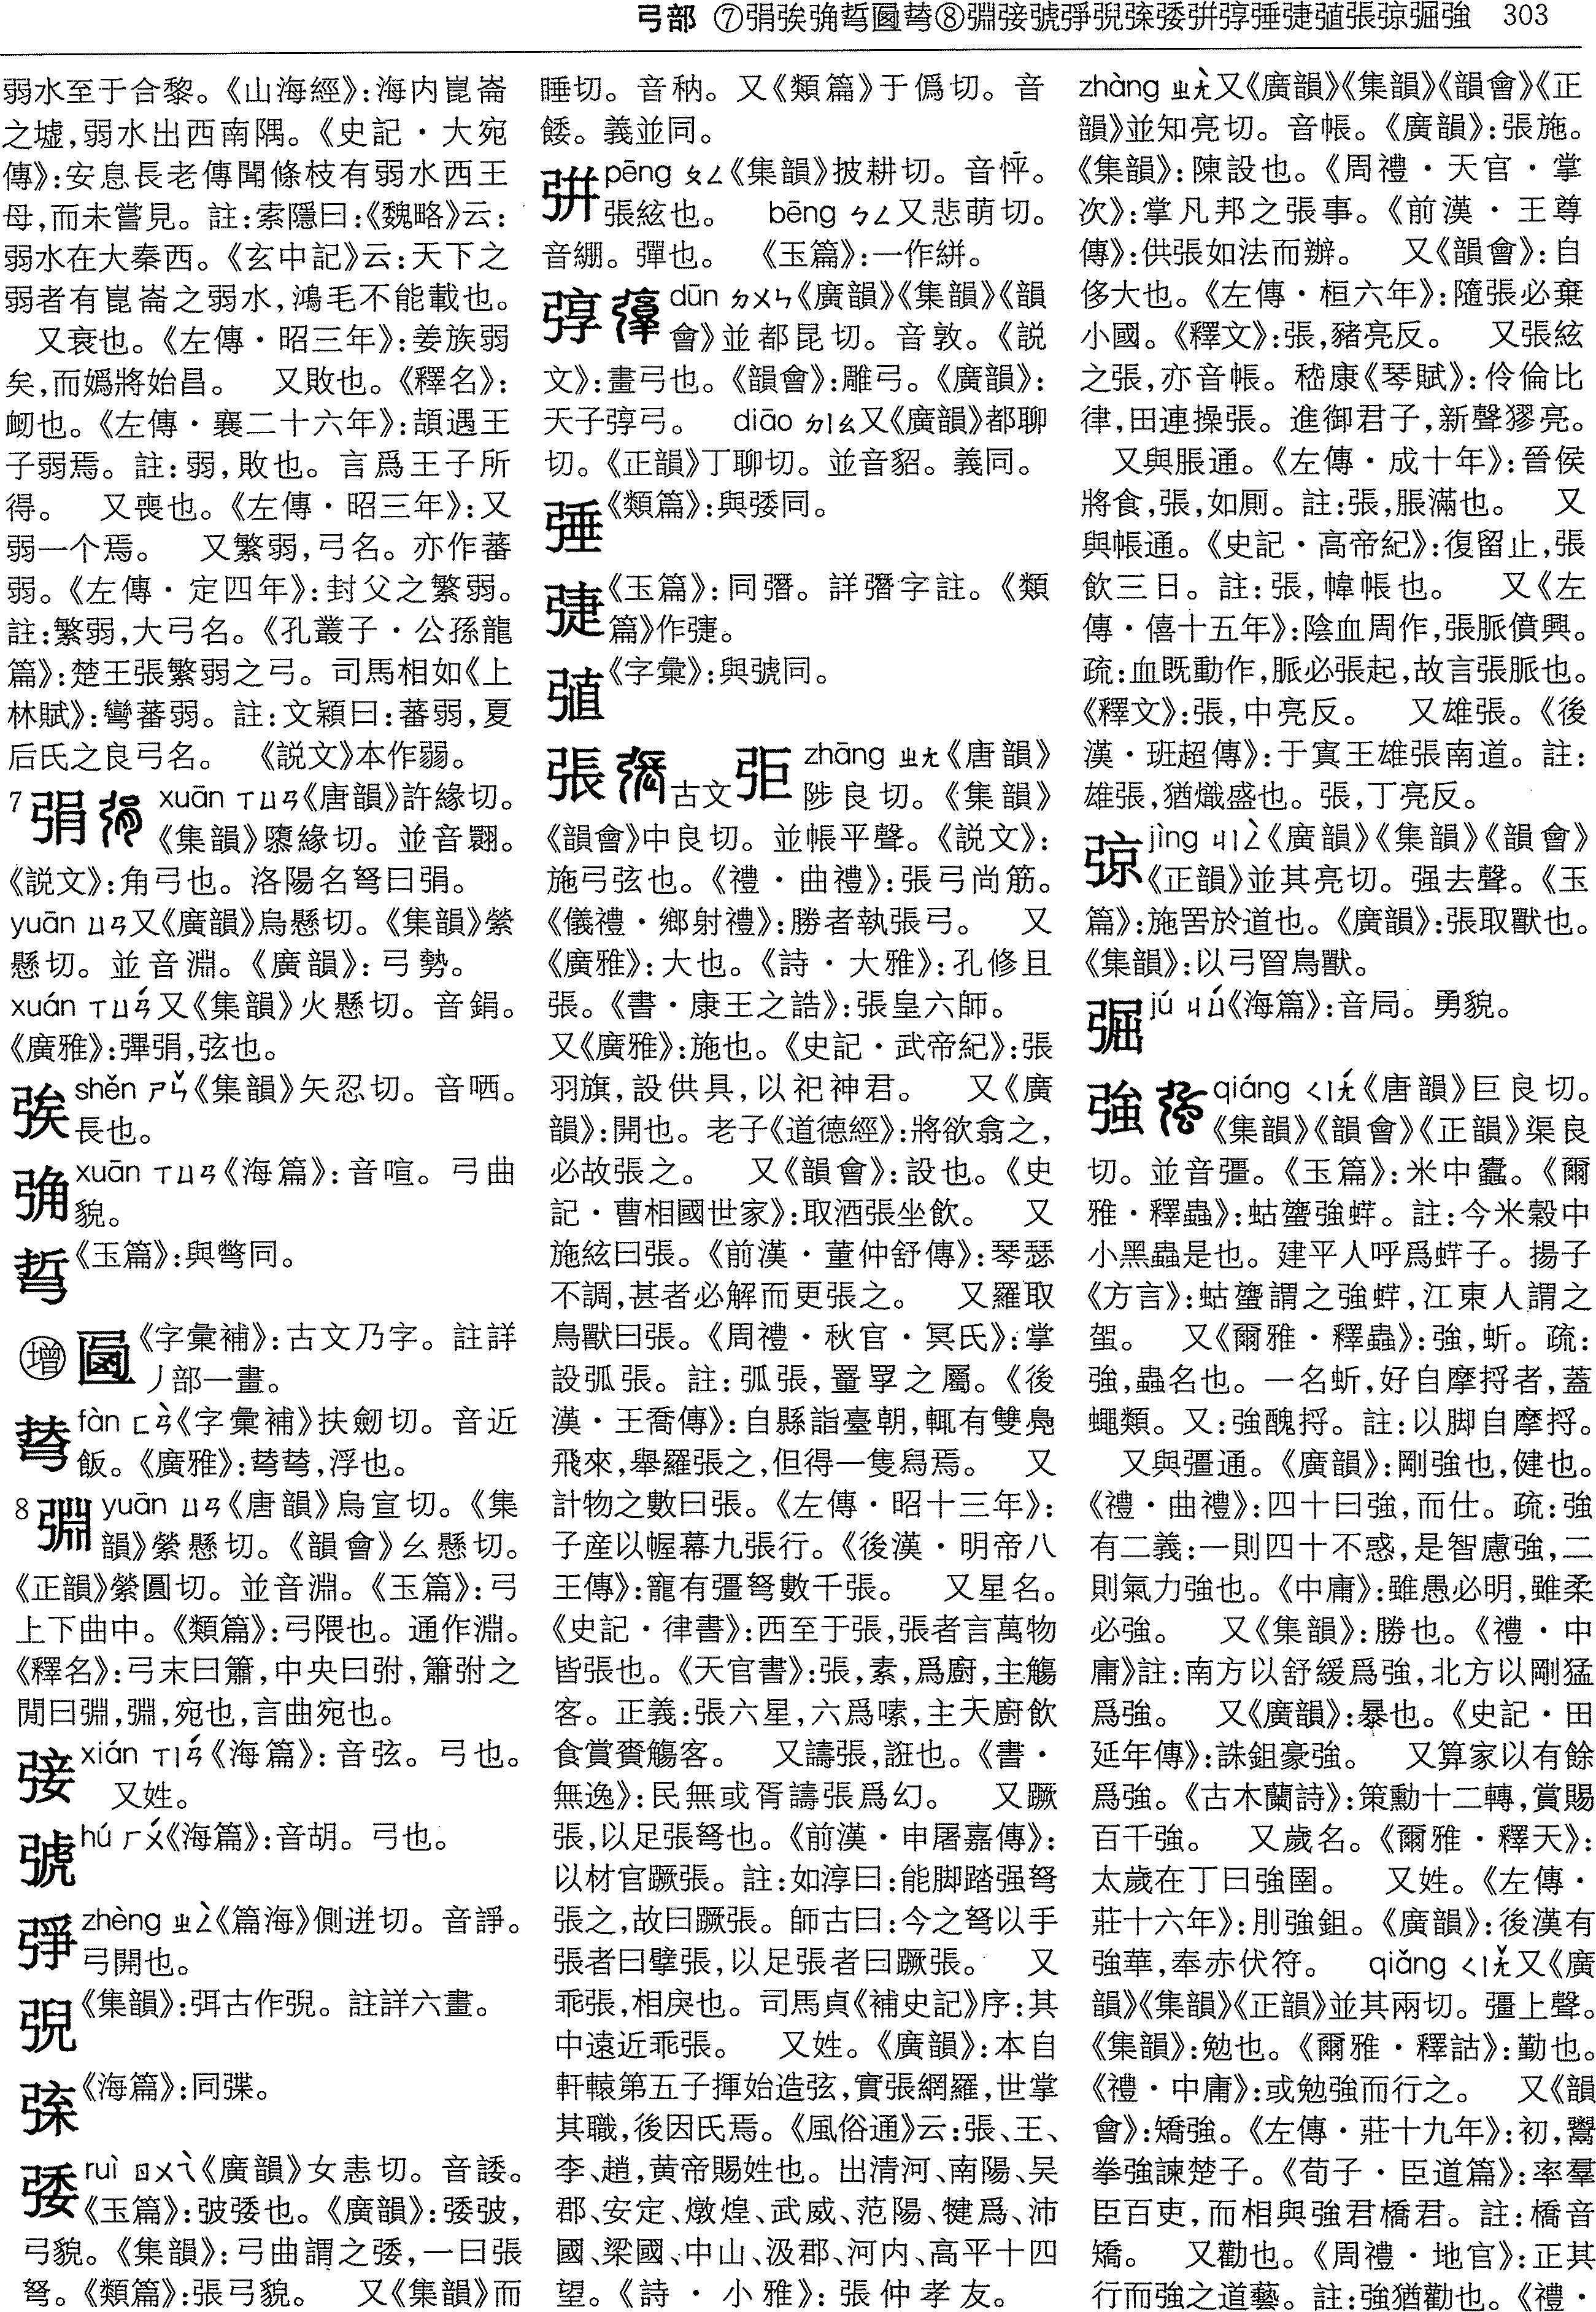 弓部 ⑦弲㢞𢏳㢧⑧弸號弴張弶強 303
弱水至于合黎。《山海經》:海内崑崙
之墟,弱水出西南隅。《史記·大宛
傳》:安息長老傳聞條枝有弱水西王
母,而未嘗見。註:索隱曰:《魏略》云:
弱水在大秦西。《玄中記》云:天下之
弱者有崑崙之弱水,鴻毛不能載也。
又衰也。《左傳·昭三年》:姜族弱
矣,而嬀將始昌。 又敗也。《釋名》:
衂也。《左傳·襄二十六年》:頡遇王
子弱焉。註:弱,敗也。言爲王子所
得。 又喪也。《左傳·昭三年》:又
弱一个焉。 又繁弱,弓名。亦作蕃
弱。《左傳·定四年》:封父之繁弱。
註:繁弱,大弓名。《孔叢子·公孫龍
篇》:楚王張繁弱之弓。司馬相如《上
林賦》:彎蕃弱。註:文穎曰:蕃弱,夏
后氏之良弓名。 《説文》本作弱。
7 弲 xuān ㄒㄩㄢ《唐韻》許緣切。
《集韻》隳緣切。並音翾。
《説文》:角弓也。洛陽名弩曰弲。
yuān ㄩㄢ又《廣韻》烏懸切。《集韻》縈
懸切。並音淵。《廣韻》:弓勢。
xuán ㄒㄩㄢˊ又《集韻》火懸切。音鋗。
《廣雅》:彈弲,弦也。
shěn ㄕㄣˇ《集韻》矢忍切。音哂。
長也。
xuān ㄒㄩㄢ《海篇》:音喧。弓曲
貌。
《玉篇》:與彆同。
增 《字彙補》:古文乃字。註詳
丿部一畫。
fàn ㄈㄢˋ《字彙補》扶劒切。音近
飯。《廣雅》:,浮也。
8 yuān ㄩㄢ《唐韻》烏宣切。《集
韻》縈懸切。《韻會》幺懸切。
《正韻》縈圓切。並音淵。《玉篇》:弓
上下曲中。《類篇》:弓隈也。通作淵。
《釋名》:弓末曰簫,中央曰弣,簫弣之
閒曰,,宛也,言曲宛也。
xián ㄒㄧㄢˊ《海篇》:音弦。弓也。
又姓。
hú ㄏㄨˊ《海篇》:音胡。弓也。
zhèng ㄓㄥˋ《篇海》側迸切。音諍。
弓開也。
《集韻》:弭古作㢽。註詳六畫。
《海篇》:同弽。
ruì ㄖㄨㄟˋ《廣韻》女恚切。音諉。
《玉篇》:弜也。《廣韻》:,
弓貌。《集韻》:弓曲謂之,一曰張
弩。《類篇》:張弓貌。 又《集韻》而
睡切。音枘。又《類篇》于僞切。音
餧。義並同。
pēng ㄆㄥ《集韻》披耕切。音怦。
張絃也。 bēng ㄅㄥ又悲萌切。
音綳。彈也。 《玉篇》:一作絣。
弴 dūn ㄉㄨㄣ《廣韻》《集韻》《韻
會》並都昆切。音敦。《説
文》:畫弓也。《韻會》:雕弓。《廣韻》:
天子弴弓。 diāo ㄉㄧㄠ又《廣韻》都聊
切。《正韻》丁聊切。並音貂。義同。
《類篇》:與同。
《玉篇》:同彇。詳字註。《類
篇》作。
《字彙》:與號同。
張 古文 弡 zhāng ㄓㄤ《唐韻》
陟良切。《集韻》
《韻會》中良切。並帳平聲。《説文》:
施弓弦也。《禮·曲禮》:張弓尚筋。
《儀禮·鄉射禮》:勝者執張弓。 又
《廣雅》:大也。《詩·大雅》:孔修且
張。《書·康王之誥》:張皇六師。
又《廣雅》:施也。《史記·武帝紀》:張
羽旗,設供具,以祀神君。 又《廣
韻》:開也。老子《道德經》:將欲翕之,
必故張之。 又《韻會》:設也。《史
記·曹相國世家》:取酒張坐飲。 又
施絃曰張。《前漢·董仲舒傳》:琴瑟
不調,甚者必解而更張之。 又羅取
鳥獸曰張。《周禮·秋官·冥氏》:掌
設弧張。註:弧張,罿罦之屬。《後
漢·王喬傳》:自縣詣臺朝,輒有雙鳧
飛來,舉羅張之,但得一隻舄焉。 又
計物之數曰張。《左傳·昭十三年》:
子産以幄幕九張行。《後漢·明帝八
王傳》:寵有彊弩數千張。 又星名。
《史記·律書》:西至于張,張者言萬物
皆張也。《天官書》:張,素,爲廚,主觴
客。正義:張六星,六爲嗉,主天廚飲
食賞賚觴客。 又譸張,誑也。《書·
無逸》:民無或胥譸張爲幻。 又蹶
張,以足張弩也。《前漢·申屠嘉傳》:
以材官蹶張。註:如淳曰:能脚踏强弩
張之,故曰蹶張。師古曰:今之弩以手
張者曰擘張,以足張者曰蹶張。 又
乖張,相戾也。司馬貞《補史記》序:其
中遠近乖張。 又姓。《廣韻》:本自
軒轅第五子揮始造弦,實張網羅,世掌
其職,後因氏焉。《風俗通》云:張、王、
李、趙,黄帝賜姓也。出清河、南陽、吴
郡、安定、燉煌、武威、范陽、犍爲、沛
國、梁國、中山、汲郡、河内、高平十四
望。《詩·小雅》:張仲孝友。
zhàng ㄓㄤˋ又《廣韻》《集韻》《韻會》《正
韻》並知亮切。音帳。《廣韻》:張施。
《集韻》:陳設也。《周禮·天官·掌
次》:掌凡邦之張事。《前漢·王尊
傳》:供張如法而辦。 又《韻會》:自
侈大也。《左傳·桓六年》:隨張必棄
小國。《釋文》:張,豬亮反。 又張絃
之張,亦音帳。嵇康《琴賦》:伶倫比
律,田連操張。進御君子,新聲憀亮。
又與脹通。《左傳·成十年》:晉侯
將食,張,如厠。註:張,脹滿也。 又
與帳通。《史記·高帝紀》:復留止,張
飲三日。註:張,幃帳也。 又《左
傳·僖十五年》:陰血周作,張脈僨興。
疏:血既動作,脈必張起,故言張脈也。
《釋文》:張,中亮反。 又雄張。《後
漢·班超傳》:于窴王雄張南道。註:
雄張,猶熾盛也。張,丁亮反。
弶 jìng ㄐㄧㄥˋ《廣韻》《集韻》《韻會》
《正韻》並其亮切。强去聲。《玉
篇》:施罟於道也。《廣韻》:張取獸也。
《集韻》:以弓罥鳥獸。
jú ㄐㄩˊ《海篇》:音局。勇貌。
強 qiáng ㄑㄧㄤˊ《唐韻》巨良切。
《集韻》《韻會》《正韻》渠良
切。並音彊。《玉篇》:米中蠹。《爾
雅·釋蟲》:蛄𧓉強蛘。註:今米穀中
小黑蟲是也。建平人呼爲蛘子。揚子
《方言》:蛄𧓉謂之強蛘,江東人謂之
𧊧。 又《爾雅·釋蟲》:強,蚚。疏:
強,蟲名也。一名蚚,好自摩捋者,蓋
蠅類。又:強醜捋。註:以脚自摩捋。
又與彊通。《廣韻》:剛強也,健也。
《禮·曲禮》:四十曰強,而仕。疏:強
有二義:一則四十不惑,是智慮強,二
則氣力強也。《中庸》:雖愚必明,雖柔
必強。 又《集韻》:勝也。《禮·中
庸》註:南方以舒緩爲強,北方以剛猛
爲強。 又《廣韻》:暴也。《史記·田
延年傳》:誅鉏豪強。 又算家以有餘
爲強。《古木蘭詩》:策勳十二轉,賞賜
百千強。 又歲名。《爾雅·釋天》:
太歲在丁曰強圉。 又姓。《左傳·
莊十六年》:刖強鉏。《廣韻》:後漢有
強華,奉赤伏符。 qiǎng ㄑㄧㄤˇ又《廣
韻》《集韻》《正韻》並其兩切。彊上聲。
《集韻》:勉也。《爾雅·釋詁》:勤也。
《禮·中庸》:或勉強而行之。 又《韻
會》:矯強。《左傳·莊十九年》:初,鬻
拳強諫楚子。《荀子·臣道篇》:率羣
臣百吏,而相與強君橋君。註:橋音
矯。 又勸也。《周禮·地官》:正其
行而強之道藝。註:強猶勸也。《禮·